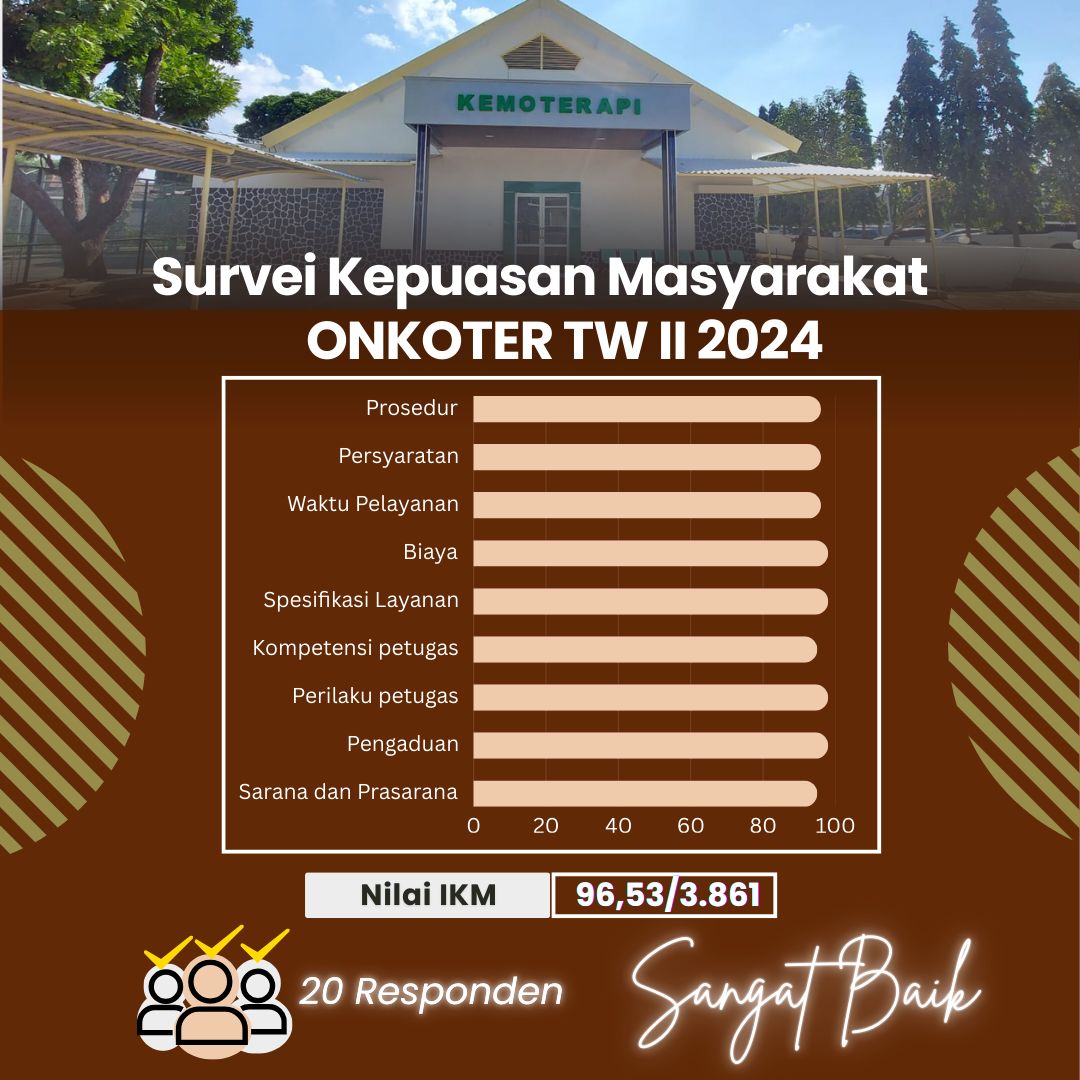 KEMOTERAPI
Survei Kepuasan Masyarakat
ONKOTER TW II 2024
Prosedur
Persyaratan
Waktu Pelayanan
Biaya
Spesifikasi Layanan
Kompetensi petugas
Perilaku petugas
Pengaduan
Sarana dan Prasarana
0 20 40 60 80 100
Nilai IKM 96,53/3.861
20 Responden
Sangat Baik